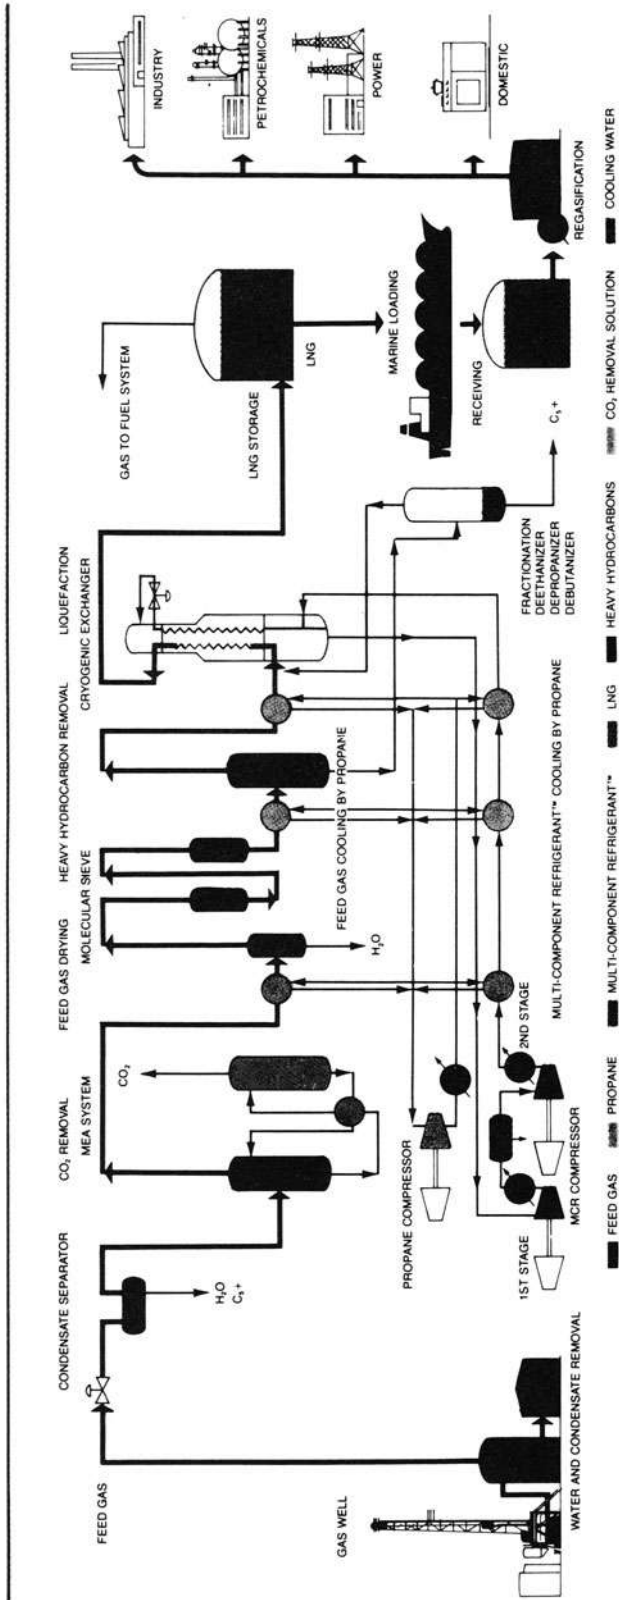 FEED GAS
CONDENSATE SEPARATOR
CO₂ REMOVAL
MEA SYSTEM
FEED GAS DRYING
MOLECULAR SIEVE
HEAVY HYDROCARBON REMOVAL
LIQUEFACTION
CRYOGENIC EXCHANGER
GAS TO FUEL SYSTEM
LNG STORAGE
LNG
INDUSTRY
PETROCHEMICALS
POWER
DOMESTIC
CO₂
H₂O
C₅+
H₂O
FEED GAS COOLING BY PROPANE
MARINE LOADING
RECEIVING
REGASIFICATION
GAS WELL
WATER AND CONDENSATE REMOVAL
PROPANE COMPRESSOR
1ST STAGE
2ND STAGE
MCR COMPRESSOR
MULTI-COMPONENT REFRIGERANT™ COOLING BY PROPANE
FRACTIONATION
DEETHANIZER
DEPROPANIZER
DEBUTANIZER
C₅+
FEED GAS
PROPANE
MULTI-COMPONENT REFRIGERANT™
LNG
HEAVY HYDROCARBONS
CO₂ REMOVAL SOLUTION
COOLING WATER